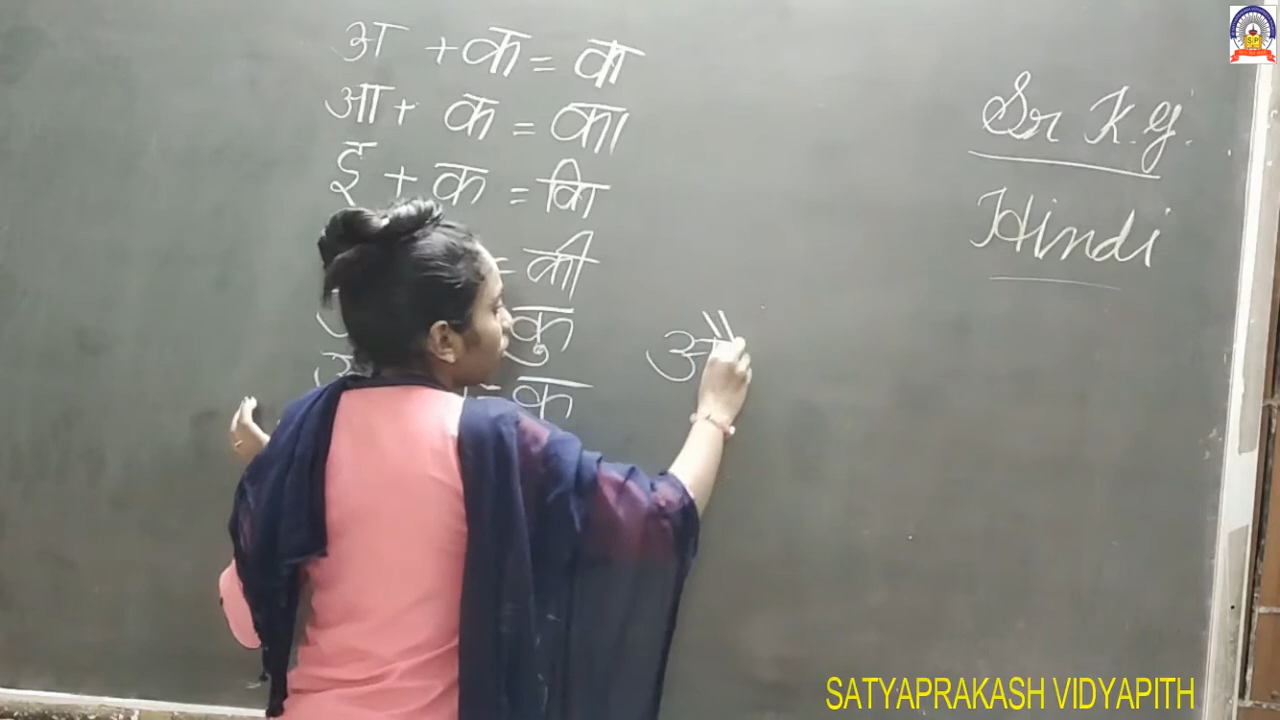 अ + क = क
आ + क = का
इ + क = कि
= की
कु
= क
अ
Sr K.G.
Hindi
SATYAPRAKASH VIDYAPITH